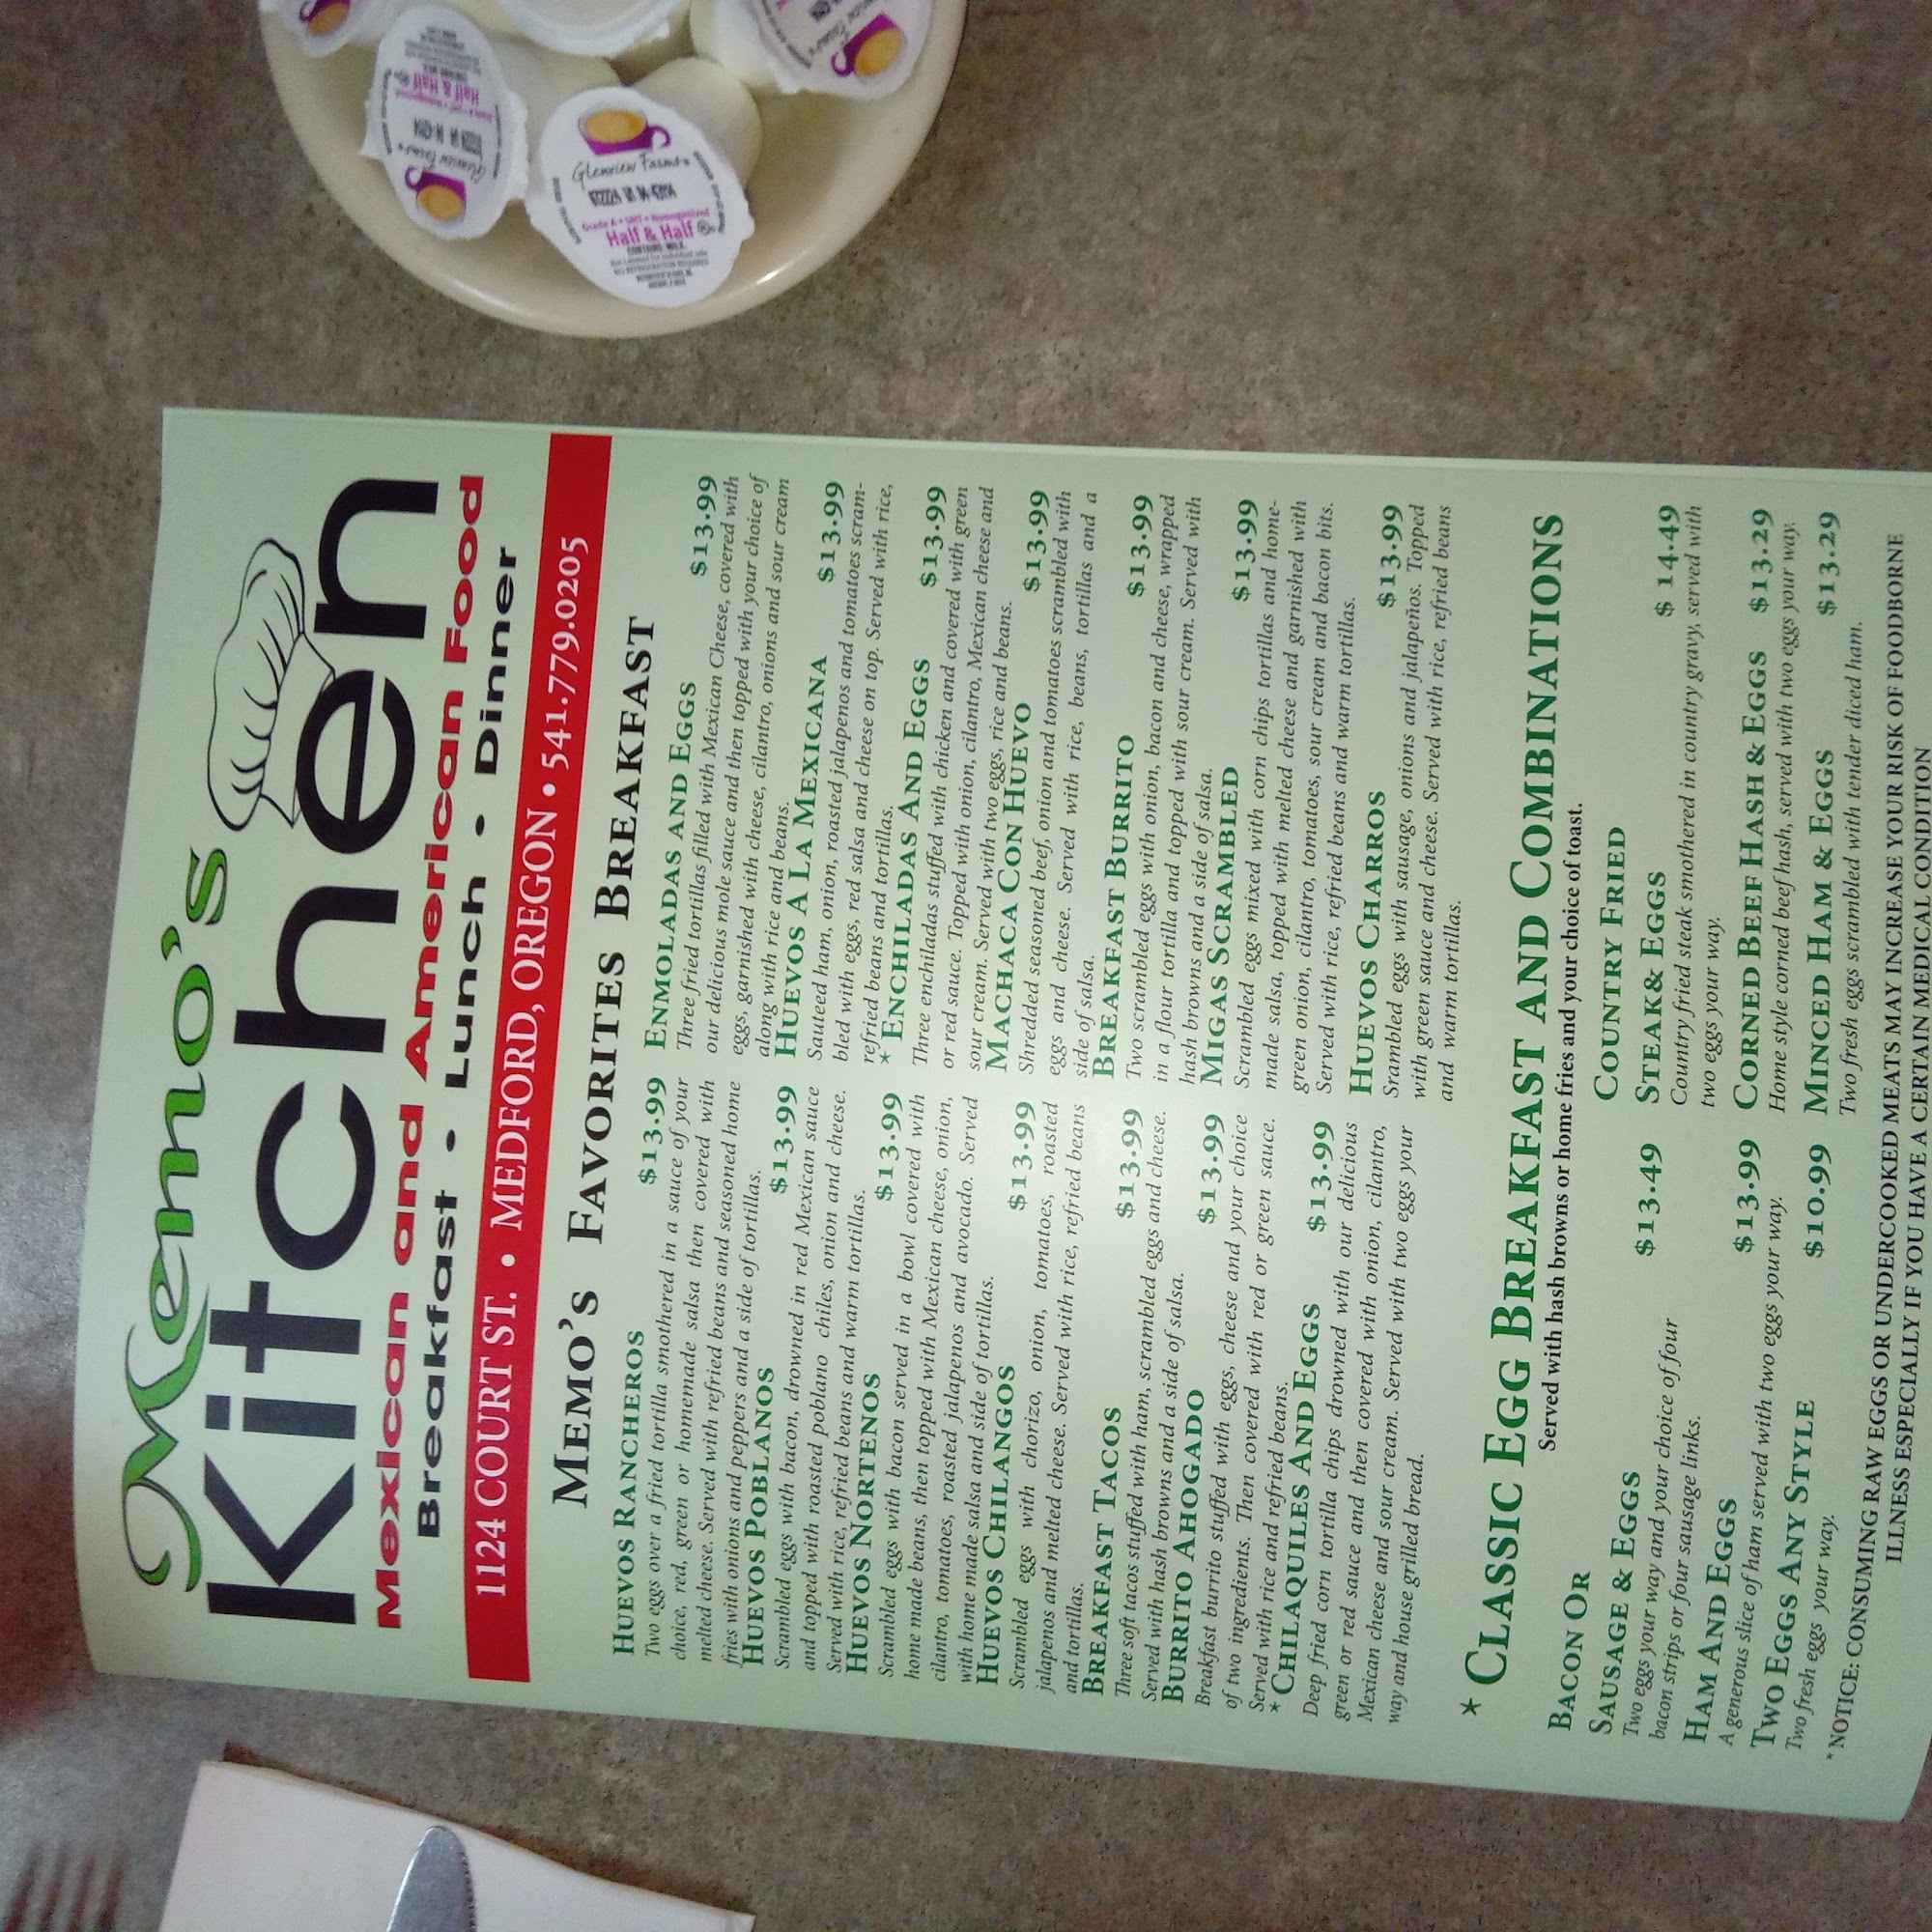 Memo's
Kitchen
Mexican and American Food
Breakfast • Lunch • Dinner
1124 COURT ST. • MEDFORD, OREGON • 541.779.0205
MEMO'S FAVORITES BREAKFAST
HUEVOS RANCHEROS $13.99
Two eggs over a fried tortilla smothered in a sauce of your
choice, red, green or homemade salsa then covered with
melted cheese. Served with refried beans and seasoned home
fries with onions and peppers and a side of tortillas.
HUEVOS POBLANOS $13.99
Scrambled eggs with bacon, drowned in red Mexican sauce
and topped with roasted poblano chiles, onion and cheese.
Served with rice, refried beans and warm tortillas.
HUEVOS NORTENOS $13.99
Scrambled eggs with bacon served in a bowl covered with
home made beans, then topped with Mexican cheese, onion,
cilantro, tomatoes, roasted jalapenos and avocado. Served
with home made salsa and side of tortillas.
HUEVOS CHILANGOS $13.99
Scrambled eggs with chorizo, onion, tomatoes, roasted
jalapenos and melted cheese. Served with rice, refried beans
and tortillas.
BREAKFAST TACOS $13.99
Three soft tacos stuffed with ham, scrambled eggs and cheese.
Served with hash browns and a side of salsa.
BURRITO AHOGADO $13.99
Breakfast burrito stuffed with eggs, cheese and your choice
of two ingredients. Then covered with red or green sauce.
Served with rice and refried beans.
* CHILAQUILES AND EGGS $13.99
Deep fried corn tortilla chips drowned with our delicious
green or red sauce and then covered with onion, cilantro,
Mexican cheese and sour cream. Served with two eggs your
way and house grilled bread.
ENMOLADAS AND EGGS $13.99
Three fried tortillas filled with Mexican Cheese, covered with
our delicious mole sauce and then topped with your choice of
eggs, garnished with cheese, cilantro, onions and sour cream
along with rice and beans.
HUEVOS A LA MEXICANA $13.99
Sauteed ham, onion, roasted jalapenos and tomatoes scram-
bled with eggs, red salsa and cheese on top. Served with rice,
refried beans and tortillas.
* ENCHILADAS AND EGGS $13.99
Three enchiladas stuffed with chicken and covered with green
or red sauce. Topped with onion, cilantro, Mexican cheese and
sour cream. Served with two eggs, rice and beans.
MACHACA CON HUEVO $13.99
Shredded seasoned beef, onion and tomatoes scrambled with
eggs and cheese. Served with rice, beans, tortillas and a
side of salsa.
BREAKFAST BURRITO $13.99
Two scrambled eggs with onion, bacon and cheese, wrapped
in a flour tortilla and topped with sour cream. Served with
hash browns and a side of salsa.
MIGAS SCRAMBLED $13.99
Scrambled eggs mixed with corn chips tortillas and home-
made salsa, topped with melted cheese and garnished with
green onion, cilantro, tomatoes, sour cream and bacon bits.
Served with rice, refried beans and warm tortillas.
HUEVOS CHARROS $13.99
Srambled eggs with sausage, onions and jalapeños. Topped
with green sauce and cheese. Served with rice, refried beans
and warm tortillas.
* CLASSIC EGG BREAKFAST AND COMBINATIONS
Served with hash browns or home fries and your choice of toast.
BACON OR
SAUSAGE & EGGS $13.49
Two eggs your way and your choice of four
bacon strips or four sausage links.
HAM AND EGGS $13.99
A generous slice of ham served with two eggs your way.
TWO EGGS ANY STYLE $10.99
Two fresh eggs your way.
COUNTRY FRIED
STEAK& EGGS $ 14.49
Country fried steak smothered in country gravy, served with
two eggs your way.
CORNED BEEF HASH & EGGS $13.29
Home style corned beef hash, served with two eggs your way.
MINCED HAM & EGGS $13.29
Two fresh eggs scrambled with tender diced ham.
* NOTICE: CONSUMING RAW EGGS OR UNDERCOOKED MEATS MAY INCREASE YOUR RISK OF FOODBORNE
ILLNESS ESPECIALLY IF YOU HAVE A CERTAIN MEDICAL CONDITION
Glenview Farms
Grade A • UHT • Homogenized
Half & Half
CONTAINS: MILK
Glenview Farms
Half & Half